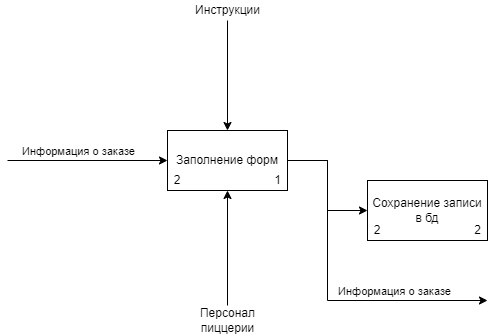 Инструкции
Информация о заказе
Заполнение форм
2 1
Сохранение записи
в бд
2 2
Информация о заказе
Персонал
пиццерии